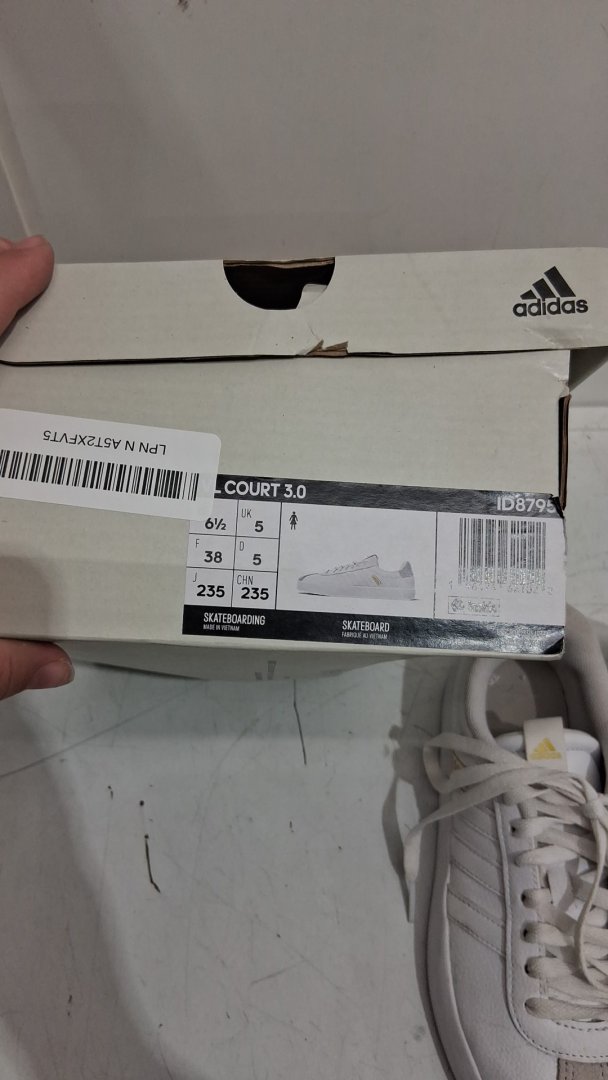 adidas
LPN N A5T2XFVT5
L COURT 3.0
ID8795
6½
UK
5
F
38
D
5
J
235
CHN
235
SKATEBOARDING
MADE IN VIETNAM
SKATEBOARD
FABRIQUÉ AU VIETNAM